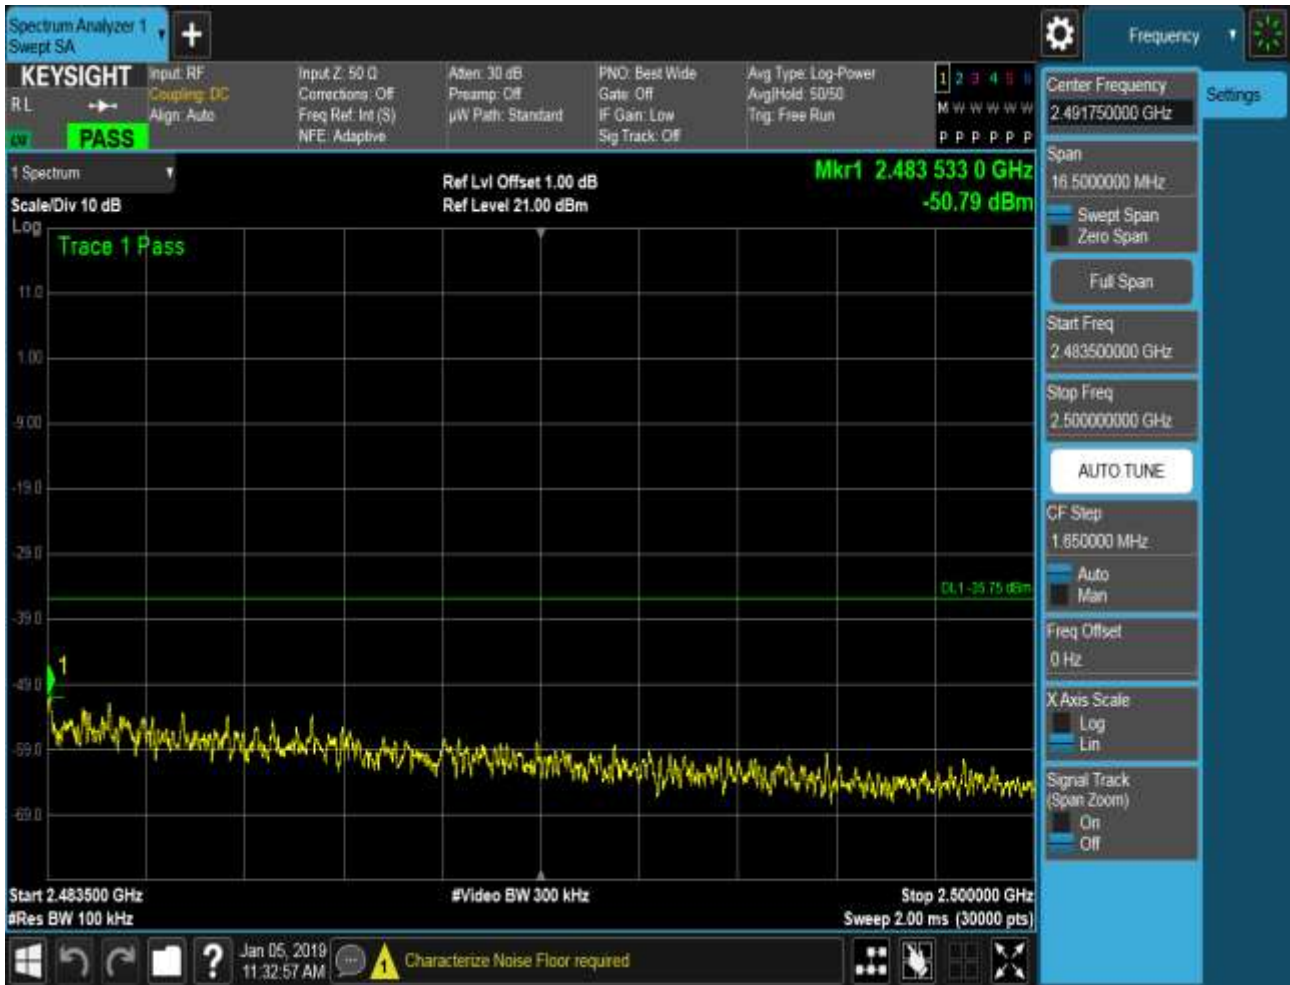 Spectrum Analyzer 1
Swept SA
+
Frequency
KEYSIGHT
Input: RF
Coupling: DC
Align: Auto
R L
PASS
Input Z: 50 Ω
Corrections: Off
Freq Ref: Int (S)
NFE: Adaptive
Atten: 30 dB
Preamp: Off
µW Path: Standard
PNO: Best Wide
Gate: Off
IF Gain: Low
Sig Track: Off
Avg Type: Log-Power
Avg|Hold: 50/50
Trig: Free Run
1 2 3 4 5 6
M W W W W W
P P P P P P
1 Spectrum
Scale/Div 10 dB
Log
Ref Lvl Offset 1.00 dB
Ref Level 21.00 dBm
Mkr1 2.483 533 0 GHz
-50.79 dBm
Trace 1 Pass
11.0
1.00
-9.00
-19.0
-29.0
DL1 -35.75 dBm
-39.0
1
-49.0
-59.0
-69.0
Start 2.483500 GHz
#Res BW 100 kHz
#Video BW 300 kHz
Stop 2.500000 GHz
Sweep 2.00 ms (30000 pts)
Center Frequency
2.491750000 GHz
Settings
Span
16.5000000 MHz
Swept Span
Zero Span
Full Span
Start Freq
2.483500000 GHz
Stop Freq
2.500000000 GHz
AUTO TUNE
CF Step
1.650000 MHz
Auto
Man
Freq Offset
0 Hz
X Axis Scale
Log
Lin
Signal Track
(Span Zoom)
On
Off
?
Jan 05, 2019
11:32:57 AM
1
Characterize Noise Floor required